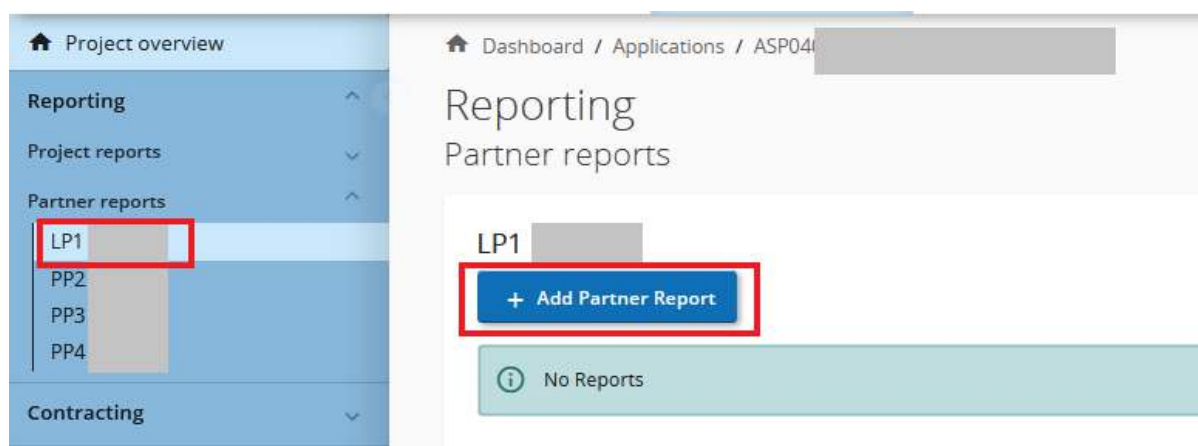 Project overview
Reporting
Project reports
Partner reports
LP1
PP2
PP3
PP4
Contracting
Dashboard / Applications / ASP04
Reporting
Partner reports
LP1
+ Add Partner Report
No Reports